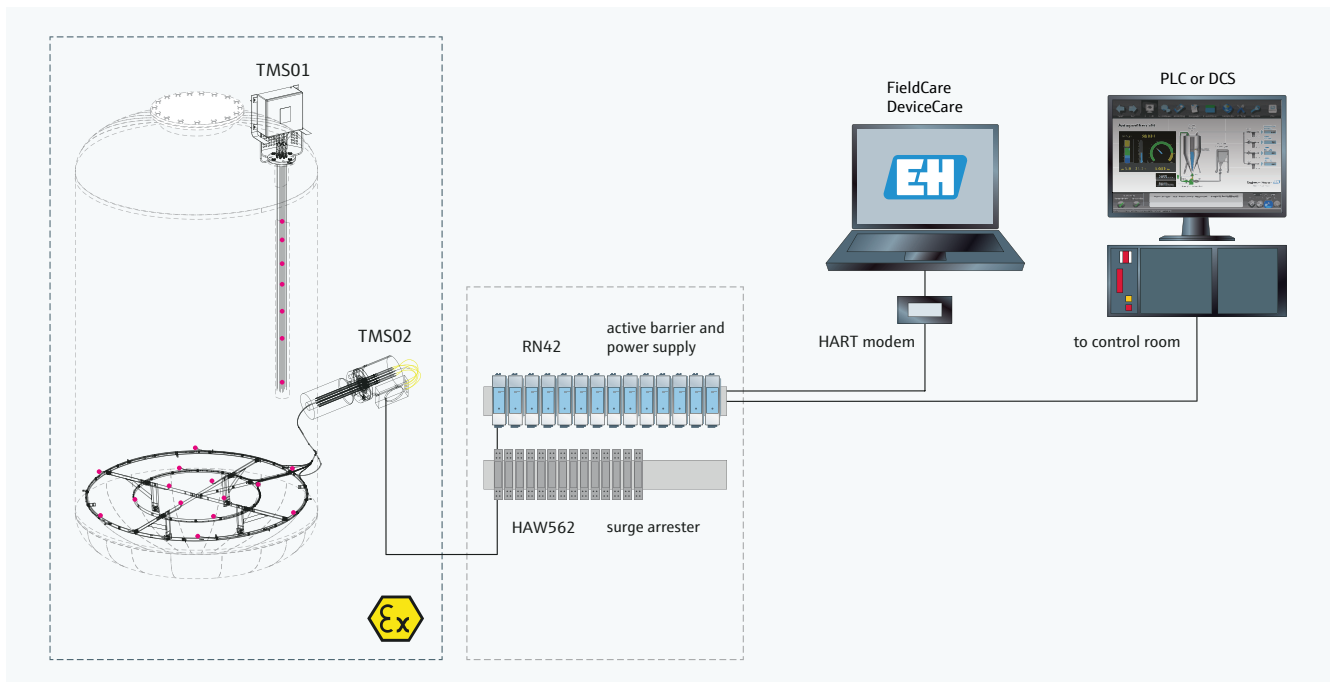 TMS01
FieldCare
DeviceCare
PLC or DCS
E+H
TMS02
RN42
active barrier and
power supply
HART modem
to control room
HAW562
surge arrester
Ex